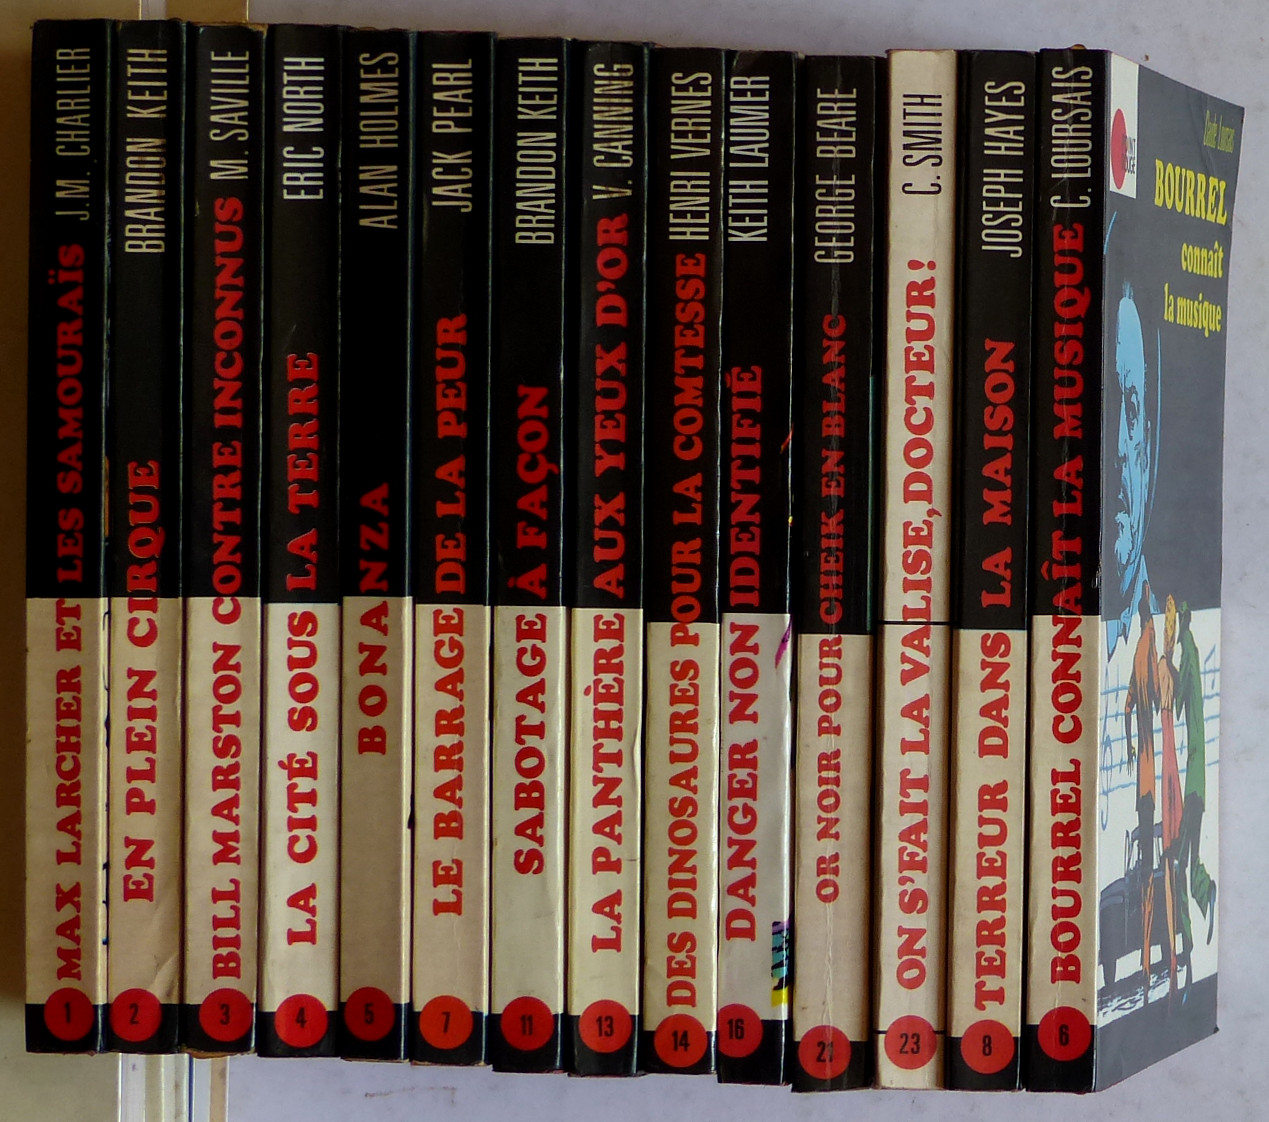 MAX LARCHER ET LES SAMOURAÏS J.M. CHARLIER
1
EN PLEIN CIRQUE BRANDON KEITH
2
BILL MARSTON CONTRE INCONNUS M. SAVILE
3
LA CITÉ SOUS LA TERRE ERIC NORTH
4
BONANZA ALAN HOLMES
5
LE BARRAGE DE LA PEUR JACK PEARL
7
SABOTAGE À FAÇON BRANDON KEITH
11
LA PANTHÈRE AUX YEUX D'OR V. CANNING
13
DES DINOSAURES POUR LA COMTESSE HENRI VERNES
14
DANGER NON IDENTIFIÉ KEITH LAUVIER
16
OR NOIR POUR CHEIK EN BLANC GEORGE BEARE
21
ON S'FAIT LA VALISE, DOCTEUR! C. SMITH
23
TERREUR DANS LA MAISON JOSEPH HAYES
8
BOURREL CONNAÎT LA MUSIQUE C. LOURSAIS
6
Claude Loursais
BOURREL
connaît
la musique